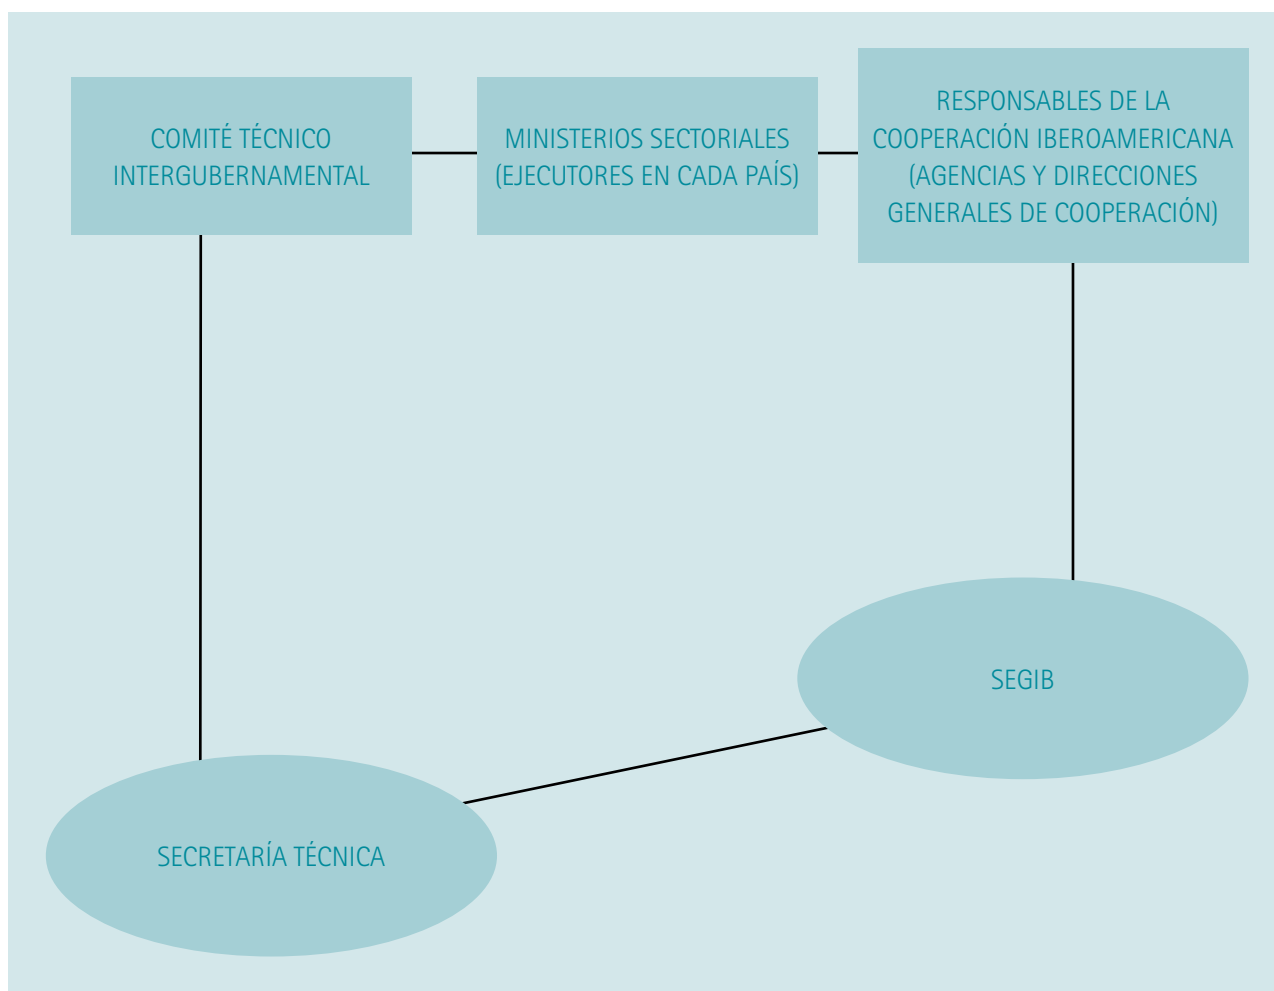 COMITÉ TÉCNICO
INTERGUBERNAMENTAL
MINISTERIOS SECTORIALES
(EJECUTORES EN CADA PAÍS)
RESPONSABLES DE LA
COOPERACIÓN IBEROAMERICANA
(AGENCIAS Y DIRECCIONES
GENERALES DE COOPERACIÓN)
SEGIB
SECRETARÍA TÉCNICA